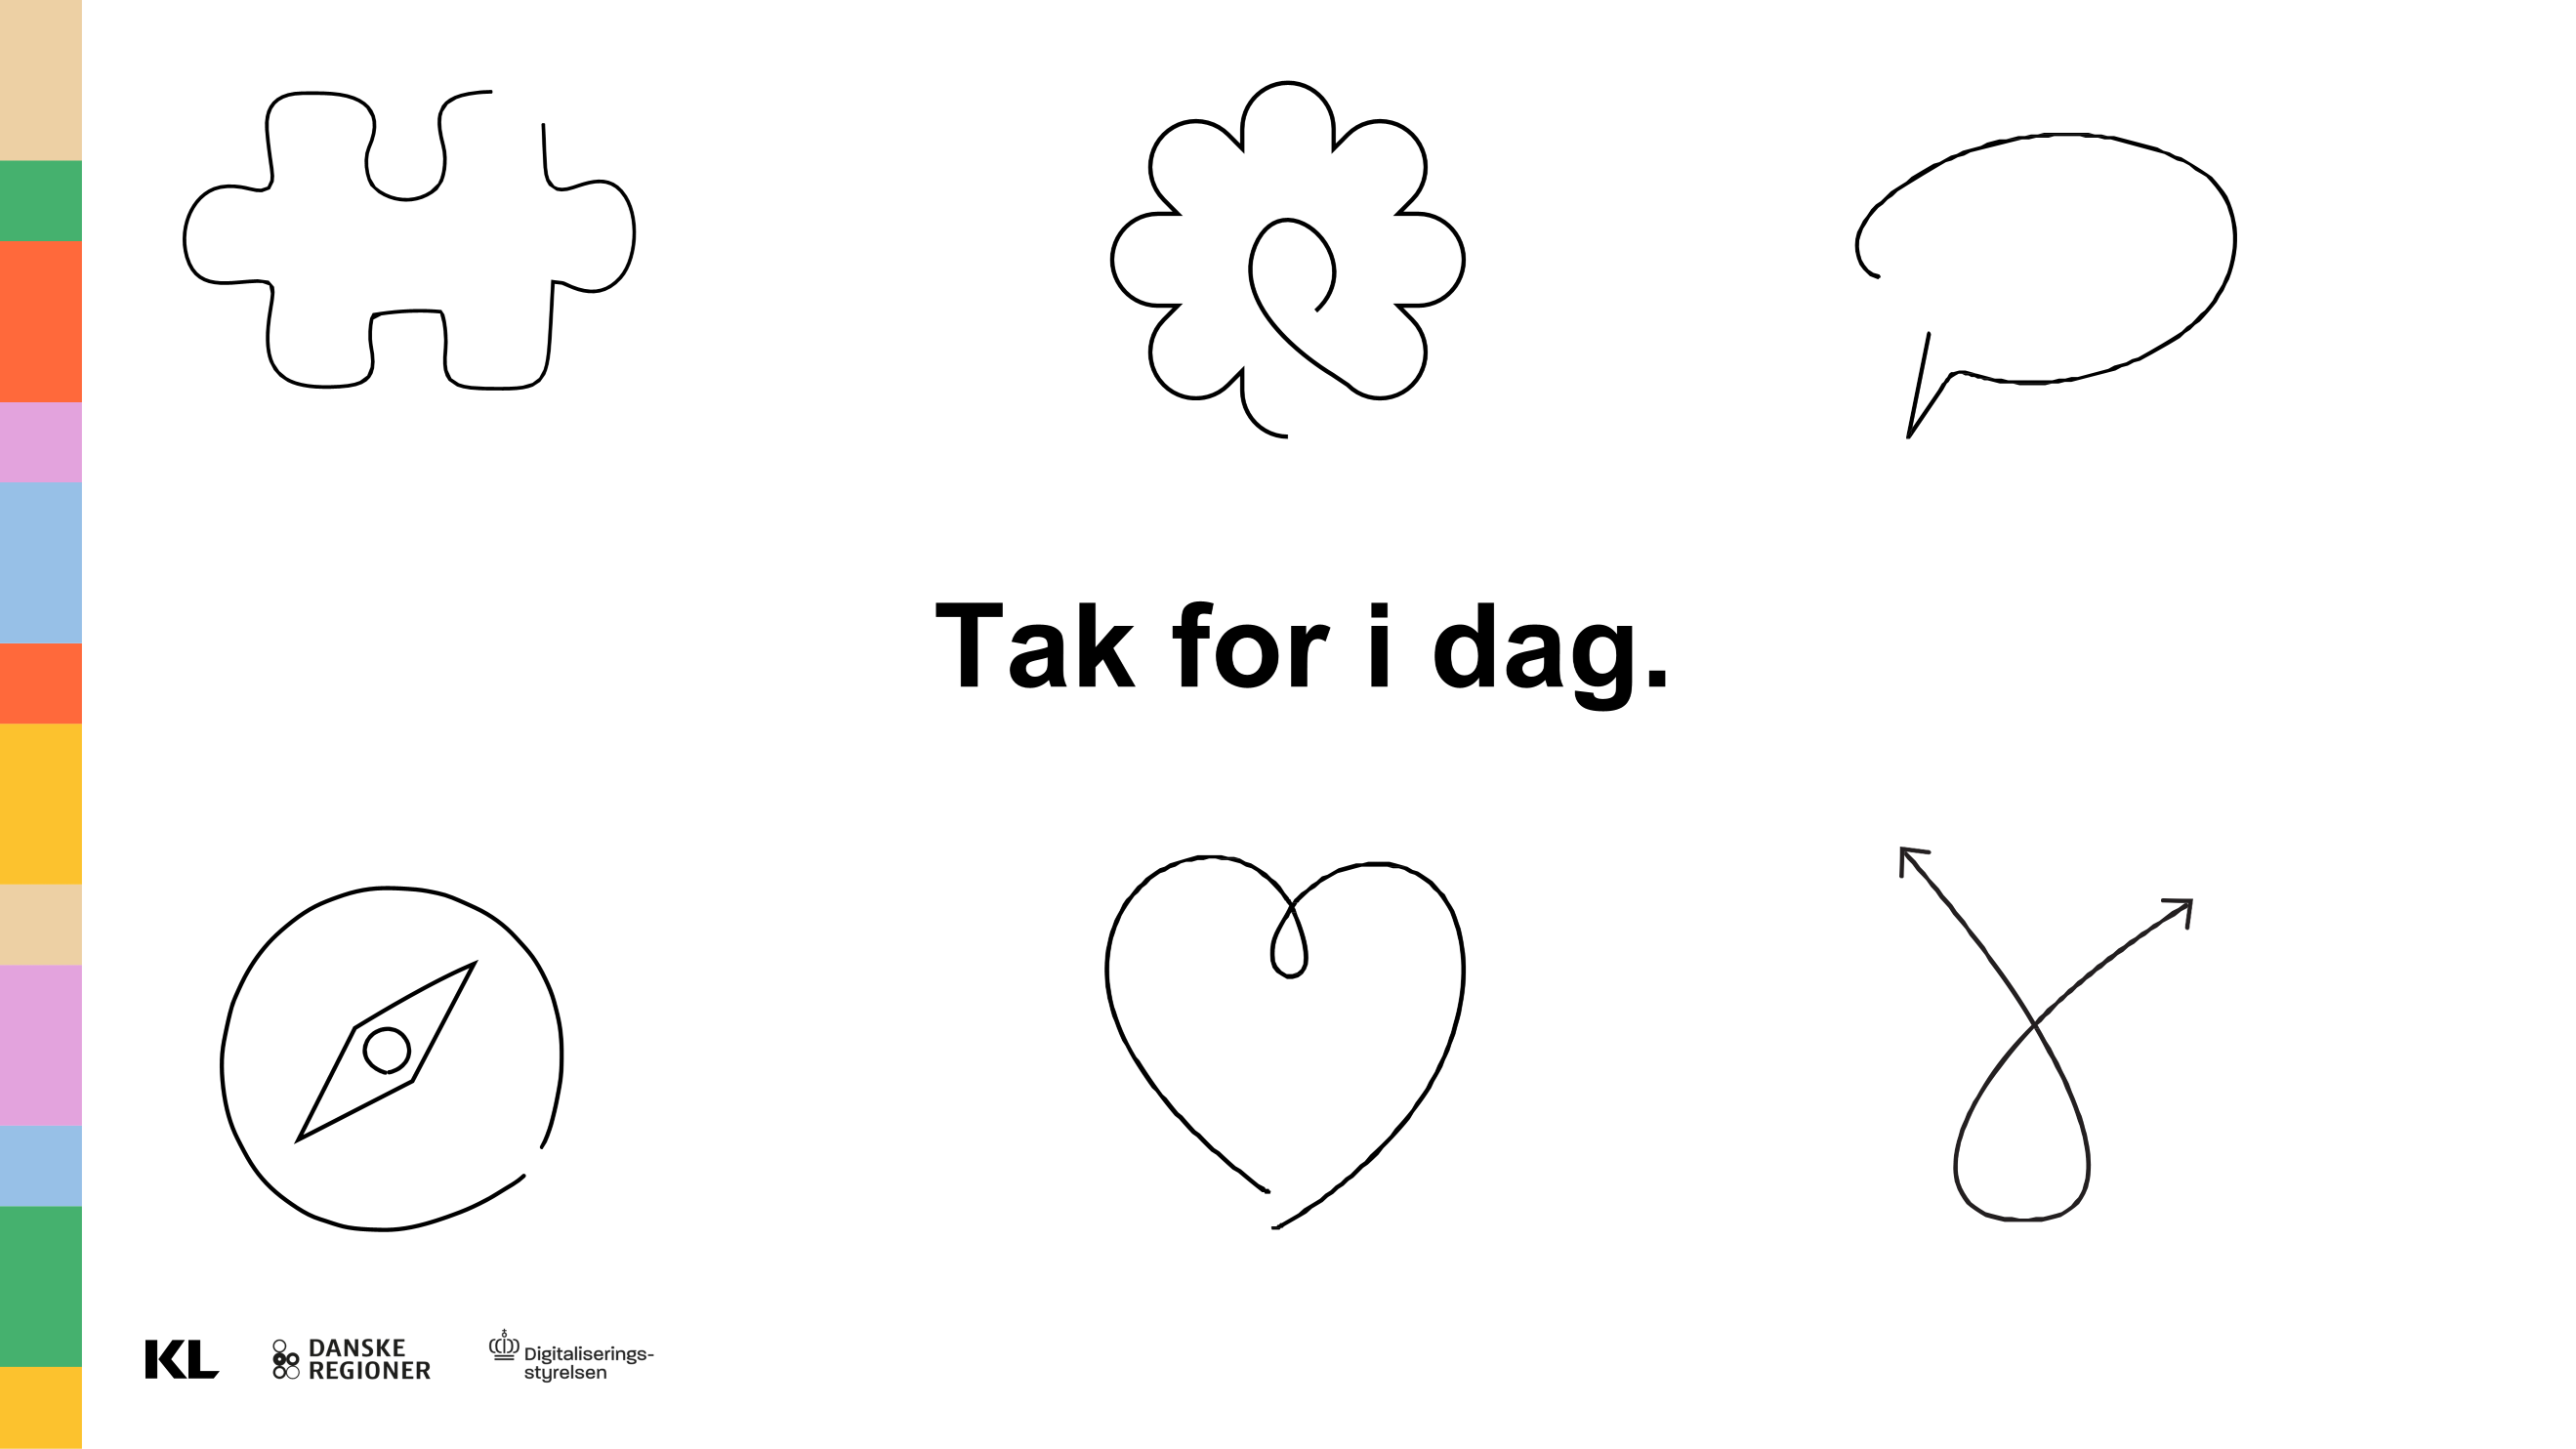 Tak for i dag.
KL
DANSKE
REGIONER
Digitaliserings-
styrelsen